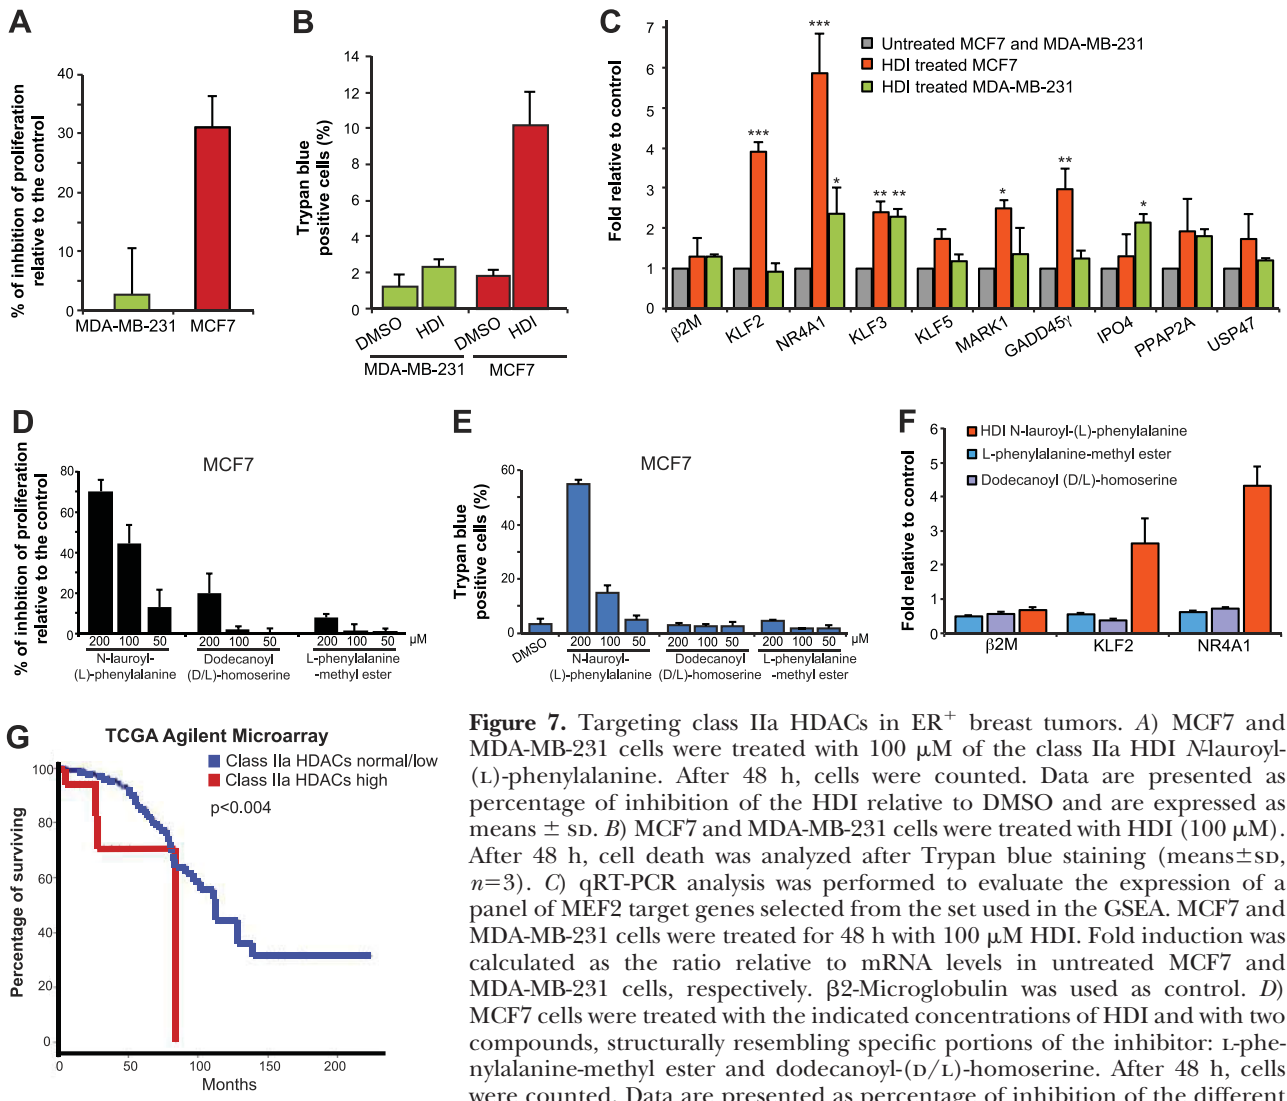 A
% of inhbition of proliferation
relative to the control
40
30
20
10
0
MDA-MB-231 MCF7
B
Trypan blue
positive cells (%)
14
12
10
8
6
4
2
0
DMSO HDI DMSO HDI
MDA-MB-231 MCF7
C
Fold relative to control
7
6
5
4
3
2
1
0
Untreated MCF7 and MDA-MB-231
HDI treated MCF7
HDI treated MDA-MB-231
*** *** * ** ** * ** *
β2M KLF2 NR4A1 KLF3 KLF5 MARK1 GADD45γ IPO4 PPAP2A USP47
D
MCF7
% of inhbition of proliferation
relative to the control
80
60
40
20
0
200 100 50 200 100 50 200 100 50 µM
N-lauroyl- Dodecanoyl L-phenylalanine
(L)-phenylalanine (D/L)-homoserine -methyl ester
E
MCF7
Trypan blue
positive cells (%)
60
40
20
0
DMSO 200 100 50 200 100 50 200 100 50 µM
N-lauroyl- Dodecanoyl L-phenylalanine
(L)-phenylalanine (D/L)-homoserine -methyl ester
F
Fold relative to control
6
5
4
3
2
1
0
HDI N-lauroyl-(L)-phenylalanine
L-phenylalanine-methyl ester
Dodecanoyl (D/L)-homoserine
β2M KLF2 NR4A1
G
TCGA Agilent Microarray
Class IIa HDACs normal/low
Class IIa HDACs high
p<0.004
Percentage of surviving
100
80
60
40
20
0
0 50 100 150 200
Months
Figure 7. Targeting class IIa HDACs in ER+ breast tumors. A) MCF7 and
MDA-MB-231 cells were treated with 100 μM of the class IIa HDI N-lauroyl-
(L)-phenylalanine. After 48 h, cells were counted. Data are presented as
percentage of inhibition of the HDI relative to DMSO and are expressed as
means ± SD. B) MCF7 and MDA-MB-231 cells were treated with HDI (100 μM).
After 48 h, cell death was analyzed after Trypan blue staining (means±SD,
n=3). C) qRT-PCR analysis was performed to evaluate the expression of a
panel of MEF2 target genes selected from the set used in the GSEA. MCF7 and
MDA-MB-231 cells were treated for 48 h with 100 μM HDI. Fold induction was
calculated as the ratio relative to mRNA levels in untreated MCF7 and
MDA-MB-231 cells, respectively. β2-Microglobulin was used as control. D)
MCF7 cells were treated with the indicated concentrations of HDI and with two
compounds, structurally resembling specific portions of the inhibitor: L-phe-
nylalanine-methyl ester and dodecanoyl-(D/L)-homoserine. After 48 h, cells
were counted. Data are presented as percentage of inhibition of the different